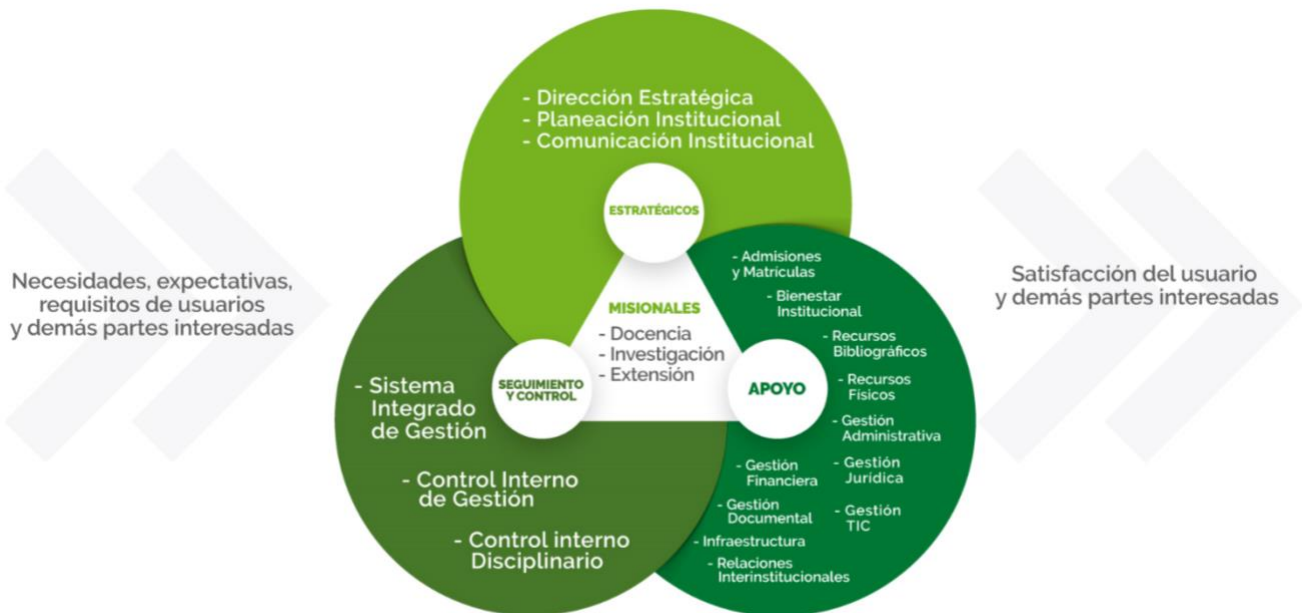 - Dirección Estratégica
- Planeación Institucional
- Comunicación Institucional
ESTRATÉGICOS
Necesidades, expectativas,
requisitos de usuarios
y demás partes interesadas
MISIONALES
- Docencia
- Investigación
- Extensión
SEGUIMIENTO
Y CONTROL
- Sistema
Integrado
de Gestión
- Control Interno
de Gestión
- Control interno
Disciplinario
APOYO
- Admisiones
y Matriculas
- Bienestar
Institucional
- Recursos
Bibliográficos
- Recursos
Físicos
- Gestión
Administrativa
- Gestión
Jurídica
- Gestión
TIC
- Gestión
Financiera
- Gestión
Documental
- Infraestructura
- Relaciones
Interinstitucionales
Satisfacción del usuario
y demás partes interesadas